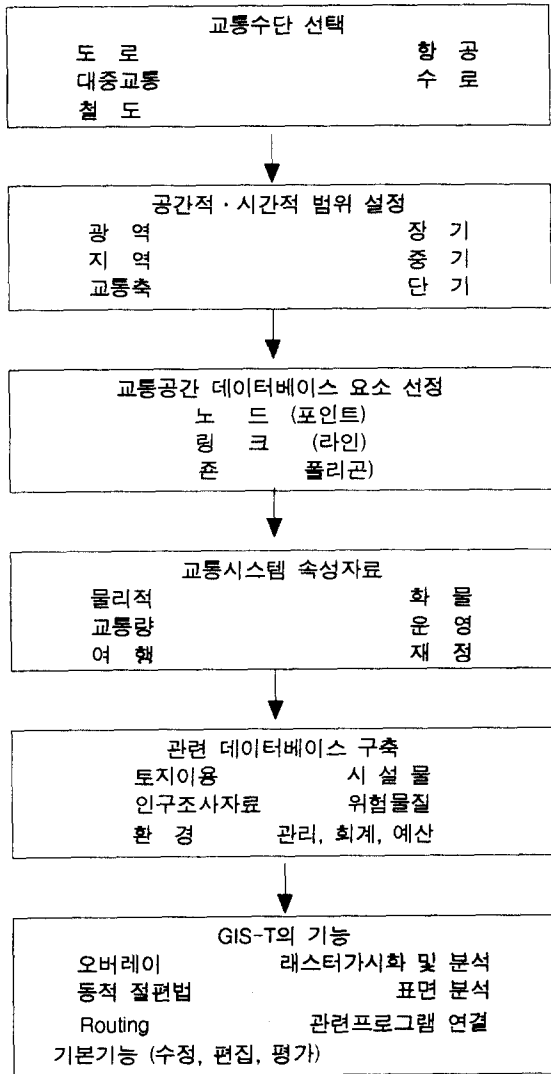 교통수단 선택
도 로 항 공
대중교통 수 로
철 도
공간적·시간적 범위 설정
광 역 장 기
지 역 중 기
교통축 단 기
교통공간 데이터베이스 요소 선정
노 드 (포인트)
링 크 (라인)
죤 폴리곤)
교통시스템 속성자료
물리적 화 물
교통량 운 영
여 행 재 정
관련 데이터베이스 구축
토지이용 시 설 물
인구조사자료 위험물질
환 경 관리, 회계, 예산
GIS-T의 기능
오버레이 래스터가시화 및 분석
동적 절편법 표면 분석
Routing 관련프로그램 연결
기본기능 (수정, 편집, 평가)